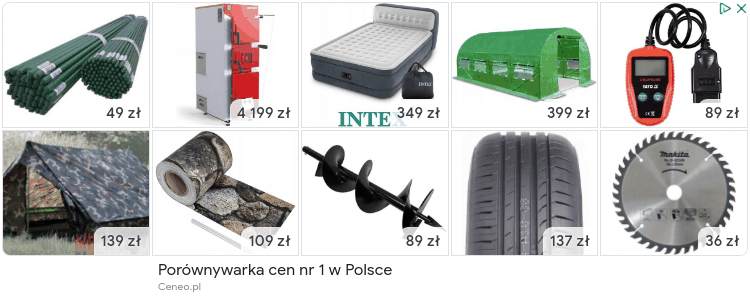 49 zł
4 199 zł
INTEX
349 zł
399 zł
YATO
89 zł
139 zł
109 zł
89 zł
137 zł
makita
36 zł
Porównywarka cen nr 1 w Polsce
Ceneo.pl